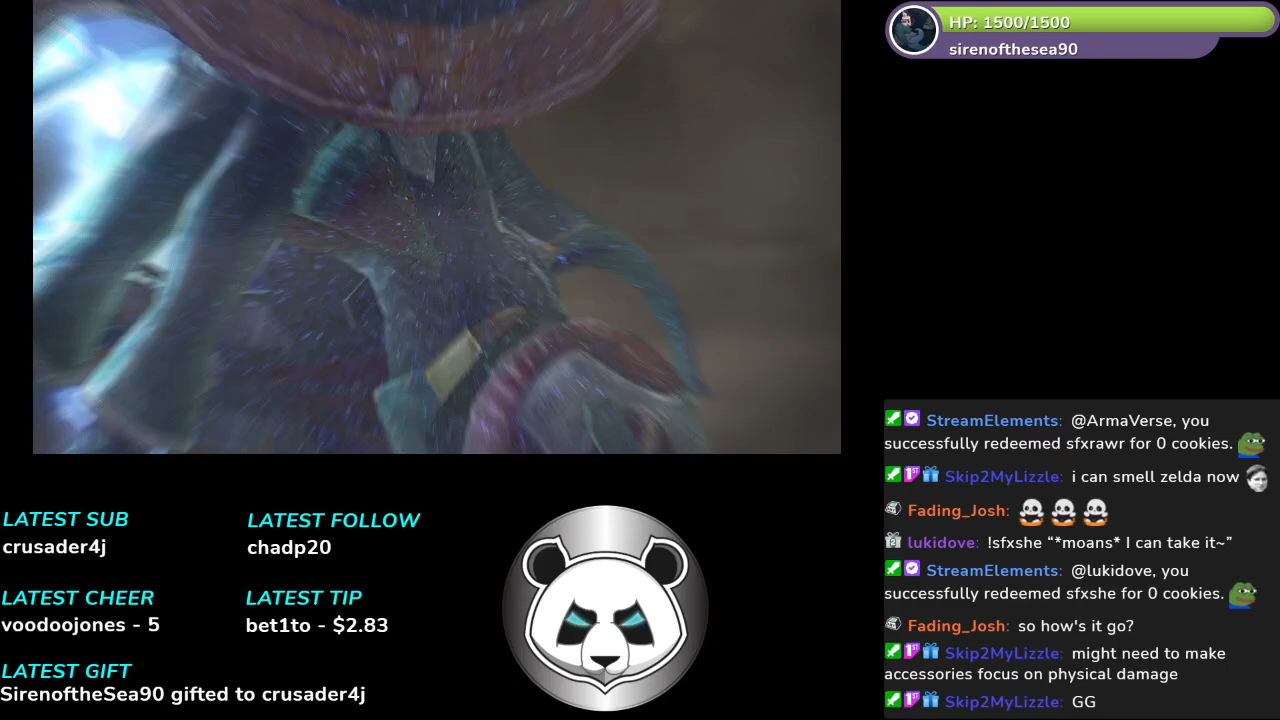 HP: 1500/1500
sirenofthesea90
StreamElements: @ArmaVerse, you
successfully redeemed sfxrawr for 0 cookies.
Skip2MyLizzle: i can smell zelda now
Fading_Josh:
lukidove: !sfxshe “*moans* I can take it~”
StreamElements: @lukidove, you
successfully redeemed sfxshe for 0 cookies.
Fading_Josh: so how's it go?
Skip2MyLizzle: might need to make
accessories focus on physical damage
Skip2MyLizzle: GG
LATEST SUB
crusader4j
LATEST FOLLOW
chadp20
LATEST CHEER
voodoojones - 5
LATEST TIP
bet1to - $2.83
LATEST GIFT
SirenoftheSea90 gifted to crusader4j